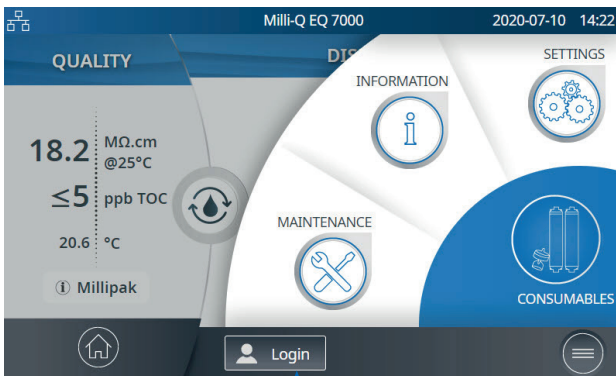 Milli-Q EQ 7000
2020-07-10 14:22
QUALITY
DIS
INFORMATION
SETTINGS
18.2 MΩ.cm
@25°C
≤5 ppb TOC
20.6 °C
MAINTENANCE
i Millipak
CONSUMABLES
Login